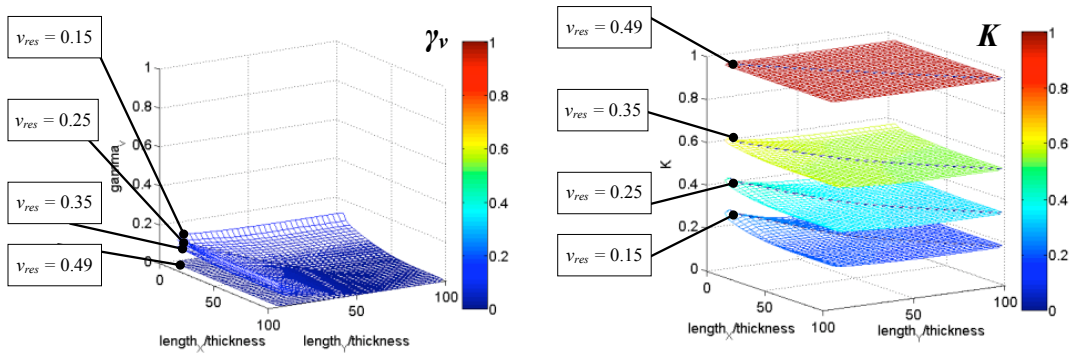 v_res = 0.15
v_res = 0.25
v_res = 0.35
v_res = 0.49
γ_v
1
0.8
0.6
0.4
0.2
0
gamma_v
0
50
100
length_X/thickness
50
100
length_Y/thickness
1
0.8
0.6
0.4
0.2
0
v_res = 0.49
v_res = 0.35
v_res = 0.25
v_res = 0.15
K
1
0.8
0.6
0.4
0.2
0
K
0
50
100
length_X/thickness
50
100
length_Y/thickness
1
0.8
0.6
0.4
0.2
0